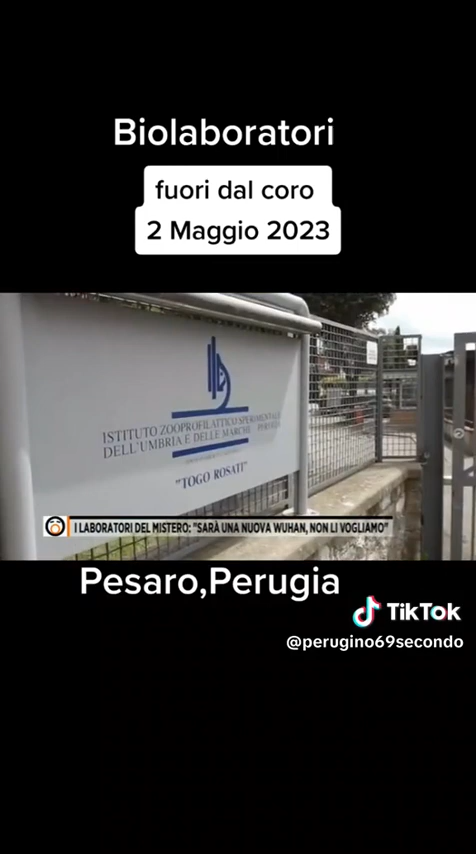 Biolaboratori
fuori dal coro
2 Maggio 2023
ISTITUTO ZOOPROFILATTICO SPERIMENTALE
DELL'UMBRIA E DELLE MARCHE PERUGIA
"TOGO ROSATI"
I LABORATORI DEL MISTERO: "SARÀ UNA NUOVA WUHAN, NON LI VOGLIAMO"
Pesaro,Perugia
TikTok
@perugino69secondo